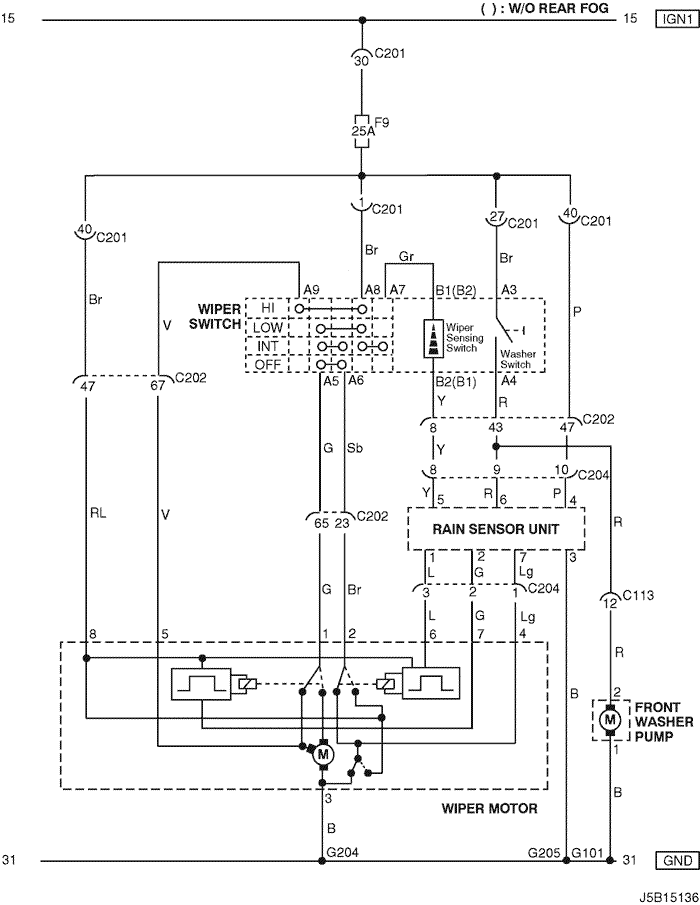 ( ) : W/O REAR FOG
15 15 IGN1
30 C201
25A F9
40 C201 1 C201 27 C201 40 C201
Br Br Gr Br P
A9 A8 A7 B1(B2) A3
WIPER SWITCH
HI
LOW
INT
OFF
Wiper Sensing Switch
Washer Switch
V
A5 A6 B2(B1) A4
47 67 C202
Y R
8 43 47 C202
G Sb Y
8 9 10 C204
Y 5 R 6 P 4
RL V 65 23 C202 R
RAIN SENSOR UNIT
1 2 7 3
L G Lg
3 2 1 C204
12 C113
G Br L G Lg
8 5 1 2 6 7 4
R
B 2
M FRONT WASHER PUMP
1
M
3
WIPER MOTOR
B B
G204 G205 G101
31 31 GND
J5B15136